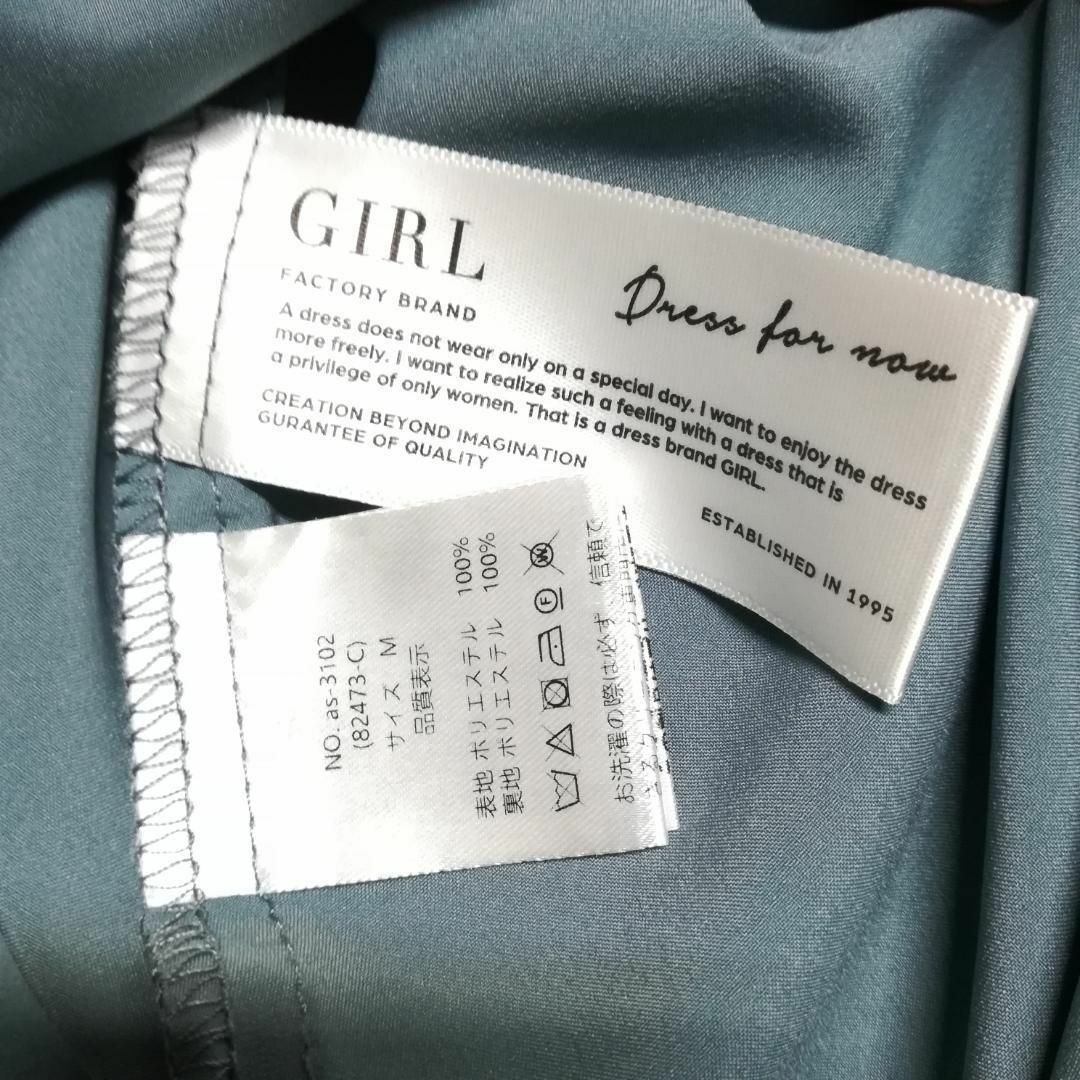 GIRL
FACTORY BRAND
Dress for now
A dress does not wear only on a special day. I want to enjoy the dress
more freely. I want to realize such a feeling with a dress that is
a privilege of only women. That is a dress brand GIRL.
CREATION BEYOND IMAGINATION
GURANTEE OF QUALITY
ESTABLISHED IN 1995
NO. as-3102
(82473-C)
サイズ M
品質表示
表地 ポリエステル 100%
裏地 ポリエステル 100%
お洗濯の際は必ず 信頼で